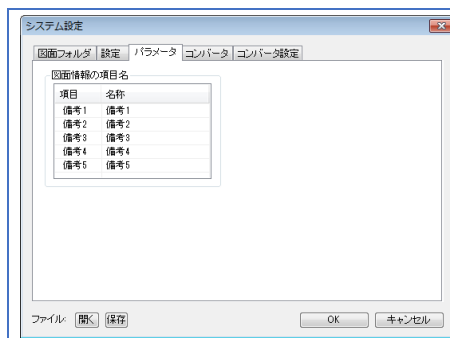 システム設定
図面フォルダ 設定 パラメータ コンバータ コンバータ設定
図面情報の項目名
項目 名称
備考1 備考1
備考2 備考2
備考3 備考3
備考4 備考4
備考5 備考5
ファイル: 開く 保存 OK キャンセル